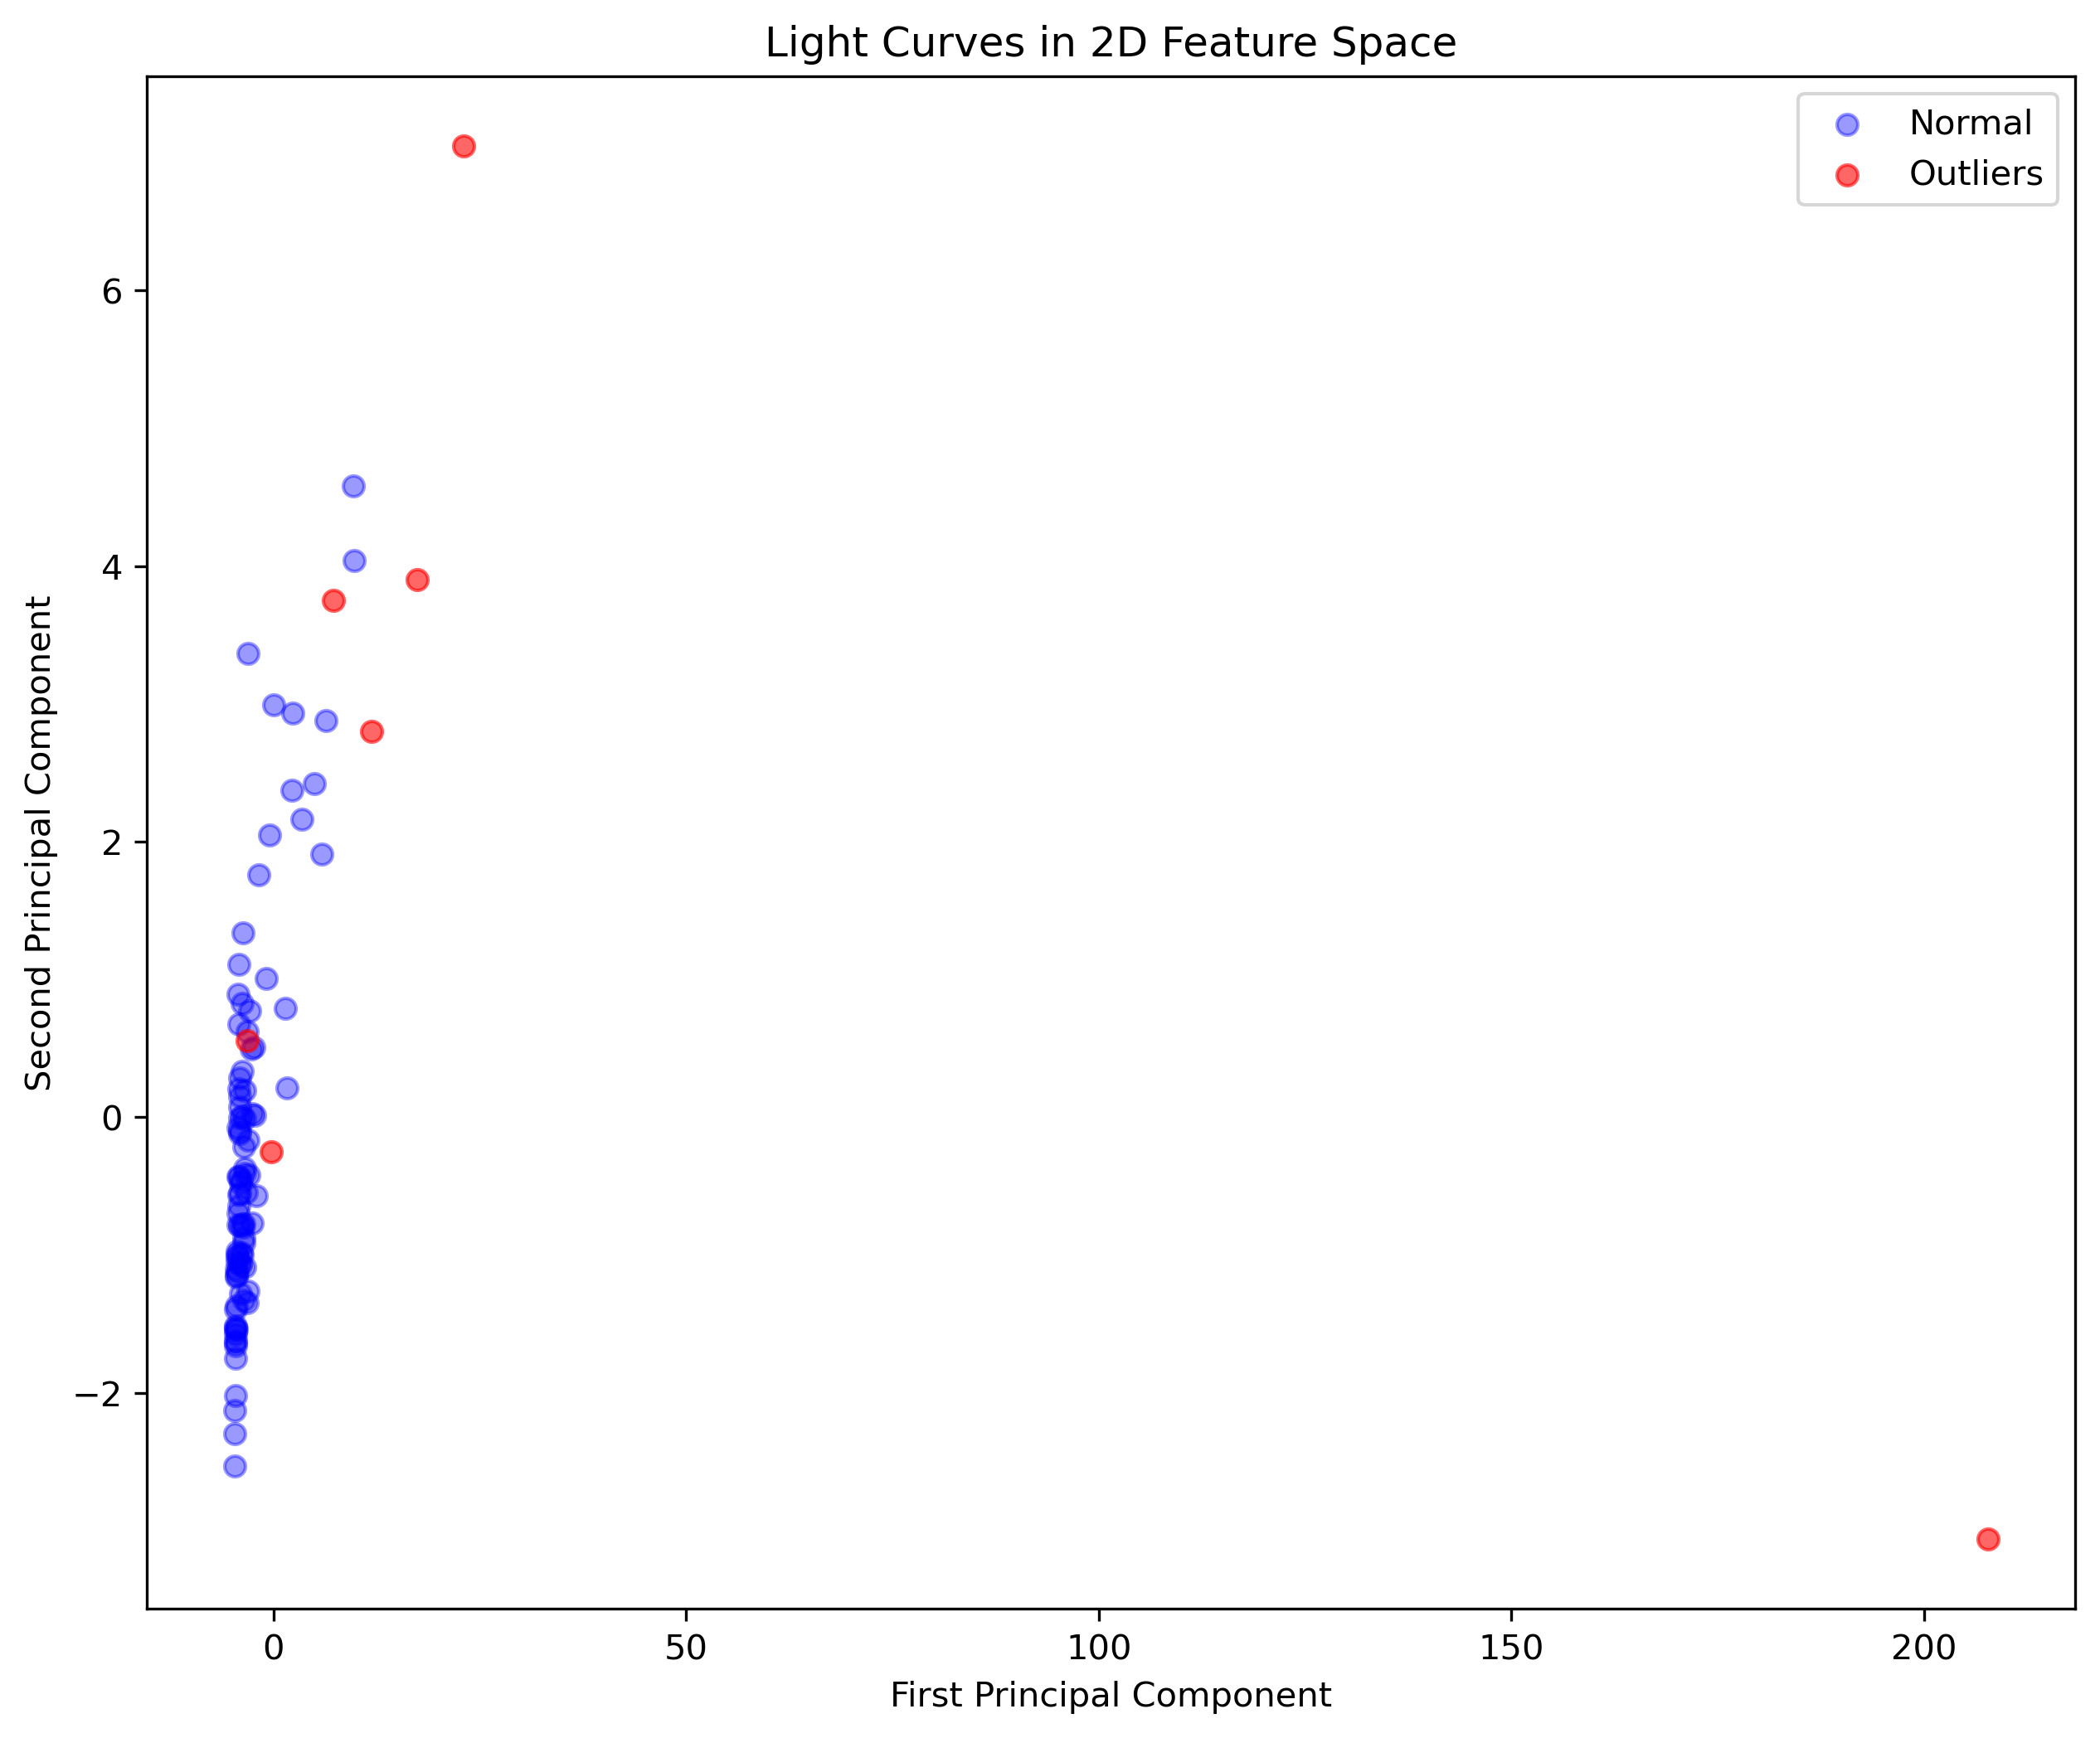 Light Curves in 2D Feature Space
Normal
Outliers
6
4
2
0
−2
Second Principal Component
0
50
100
150
200
First Principal Component